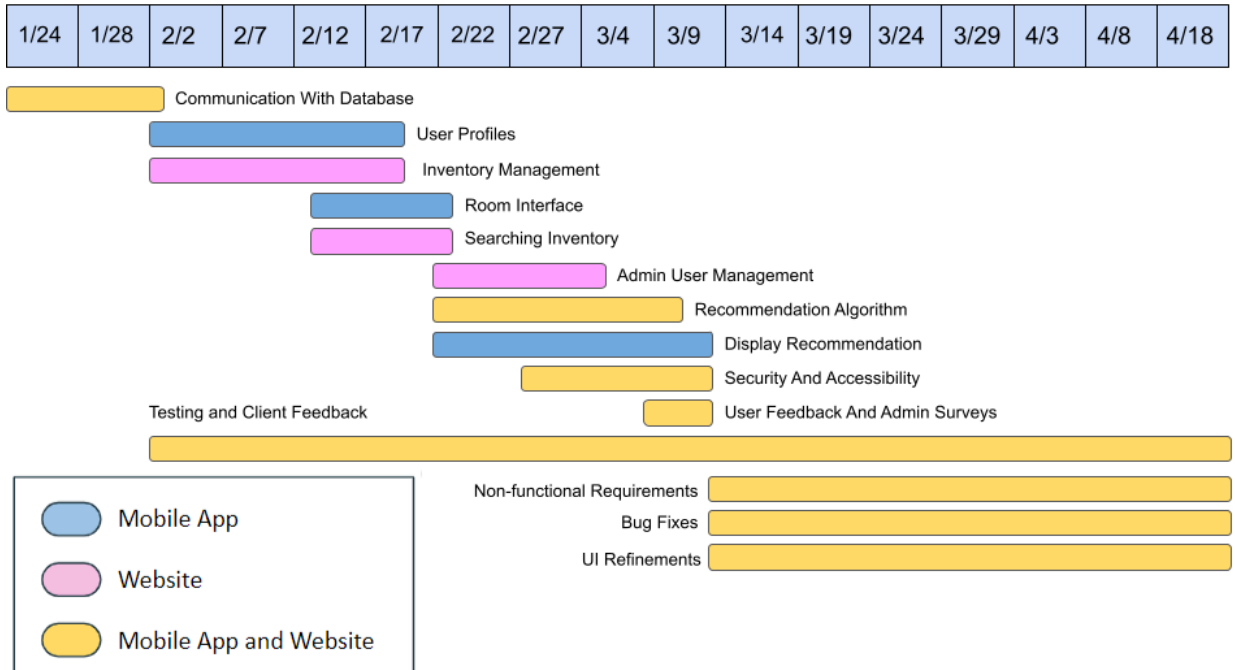 1/24 1/28 2/2 2/7 2/12 2/17 2/22 2/27 3/4 3/9 3/14 3/19 3/24 3/29 4/3 4/8 4/18
Communication With Database
User Profiles
Inventory Management
Room Interface
Searching Inventory
Admin User Management
Recommendation Algorithm
Display Recommendation
Security And Accessibility
Testing and Client Feedback
User Feedback And Admin Surveys
Non-functional Requirements
Bug Fixes
UI Refinements
Mobile App
Website
Mobile App and Website